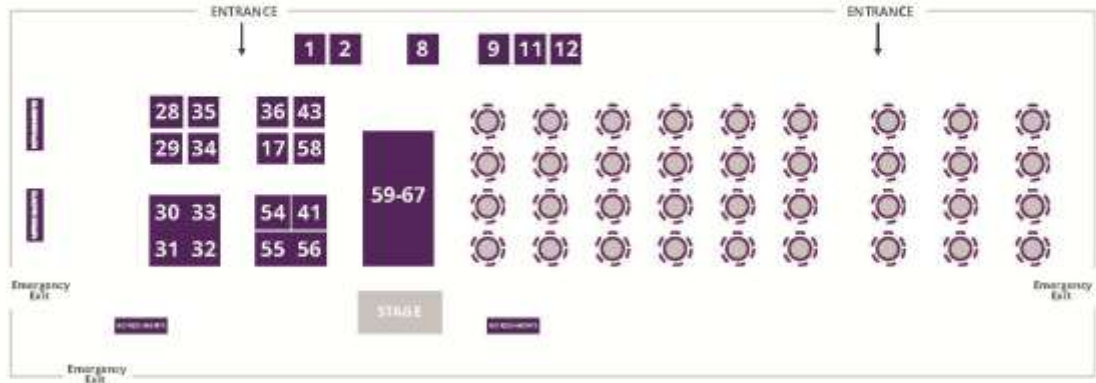 ENTRANCE
ENTRANCE
1 2 8 9 11 12
28 35 36 43
29 34 17 58
59-67
30 33 54 41
31 32 55 56
Emergency
Exit
Emergency
Exit
STAGE
Emergency
Exit